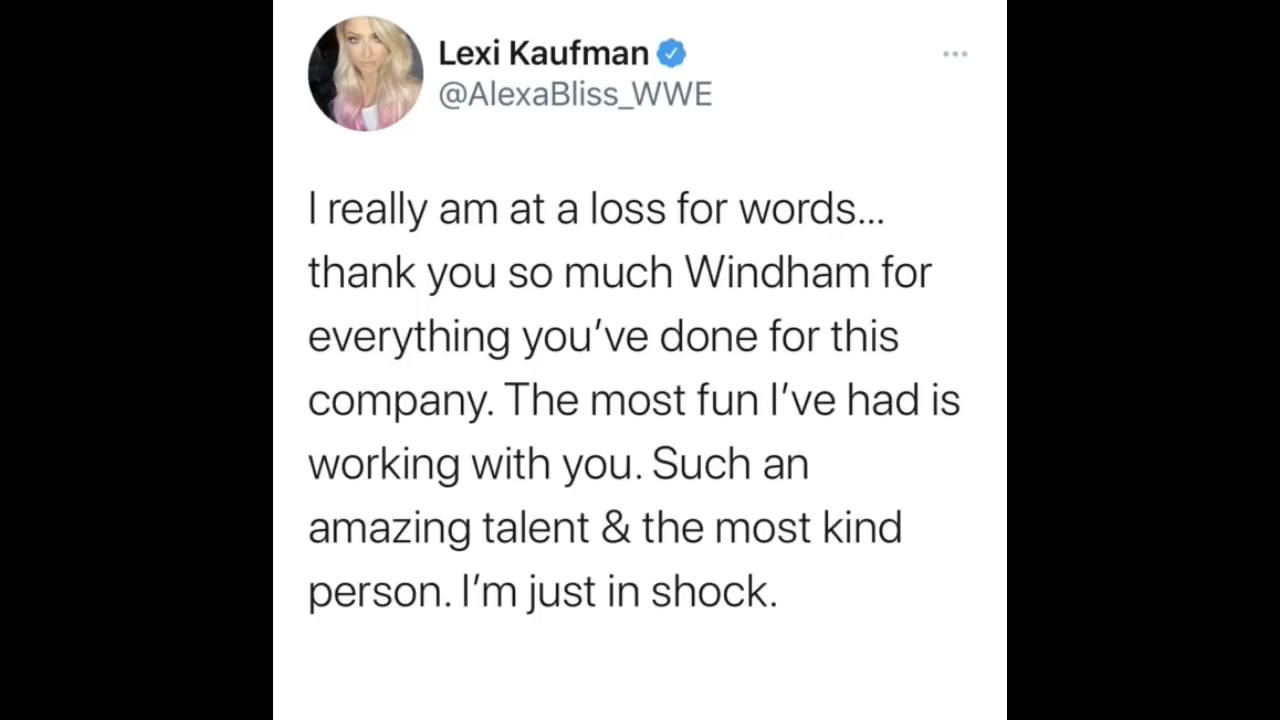 Lexi Kaufman
@AlexaBliss_WWE
I really am at a loss for words...
thank you so much Windham for
everything you’ve done for this
company. The most fun I’ve had is
working with you. Such an
amazing talent & the most kind
person. I’m just in shock.